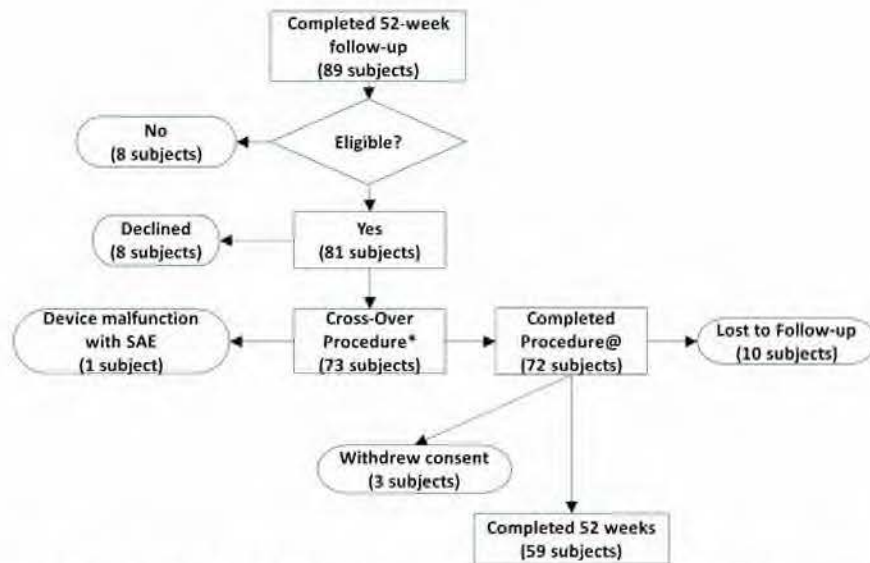 Completed 52-week
follow-up
(89 subjects)
No
(8 subjects)
Eligible?
Declined
(8 subjects)
Yes
(81 subjects)
Device malfunction
with SAE
(1 subject)
Cross-Over
Procedure*
(73 subjects)
Completed
Procedure@
(72 subjects)
Lost to Follow-up
(10 subjects)
Withdrew consent
(3 subjects)
Completed 52 weeks
(59 subjects)